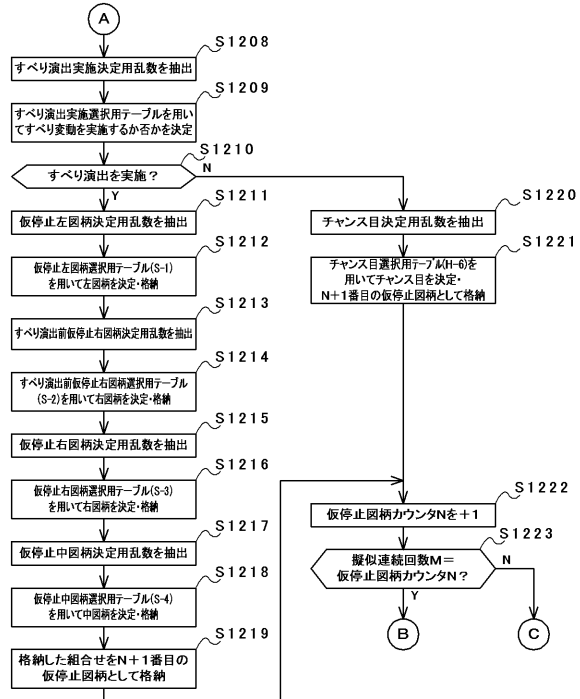 A
S1208
すべり演出実施決定用乱数を抽出
S1209
すべり演出実施選択用テーブルを用い
てすべり変動を実施するか否かを決定
S1210
すべり演出を実施？
N
Y
S1211
仮停止左図柄決定用乱数を抽出
S1212
仮停止左図柄選択用テーブル(S-1)
を用いて左図柄を決定・格納
S1213
すべり演出前仮停止右図柄決定用乱数を抽出
S1214
すべり演出前仮停止右図柄選択用テーブル
(S-2)を用いて右図柄を決定・格納
S1215
仮停止右図柄決定用乱数を抽出
S1216
仮停止右図柄選択用テーブル(S-3)
を用いて右図柄を決定・格納
S1217
仮停止中図柄決定用乱数を抽出
S1218
仮停止中図柄選択用テーブル(S-4)
を用いて中図柄を決定・格納
S1219
格納した組合せをN＋1番目の
仮停止図柄として格納
S1220
チャンス目決定用乱数を抽出
S1221
チャンス目選択用テーブル(H-6)を
用いてチャンス目を決定・
N＋1番目の仮停止図柄として格納
S1222
仮停止図柄カウンタNを＋1
S1223
擬似連続回数M＝
仮停止図柄カウンタN？
N
Y
B
C